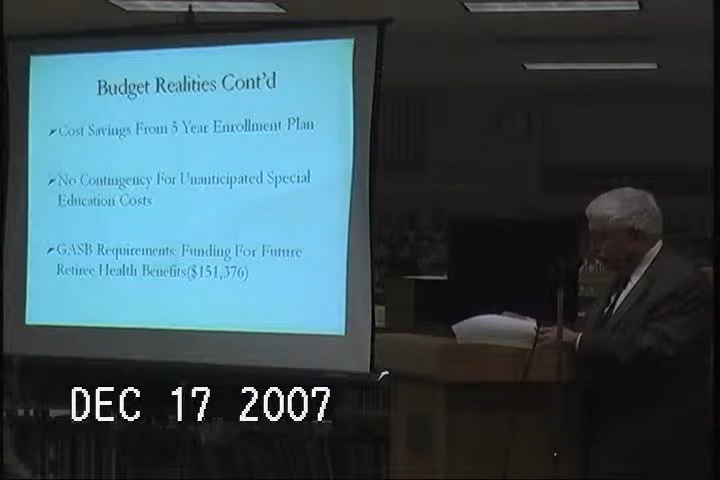 Budget Realities Cont'd
Cost Savings From 3 Year Enrollment Plan
No Contingency For Unanticipated Special
Education Costs
GASB Requirements: Funding For Future
Retiree Health Benefits($151,376)
DEC 17 2007